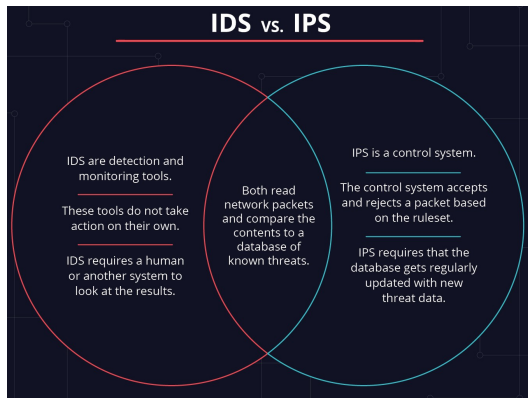 IDS vs. IPS
IDS are detection and
monitoring tools.
These tools do not take
action on their own.
IDS requires a human
or another system to
look at the results.
Both read
network packets
and compare the
contents to a
database of
known threats.
IPS is a control system.
The control system accepts
and rejects a packet based
on the ruleset.
IPS requires that the
database gets regularly
updated with new
threat data.